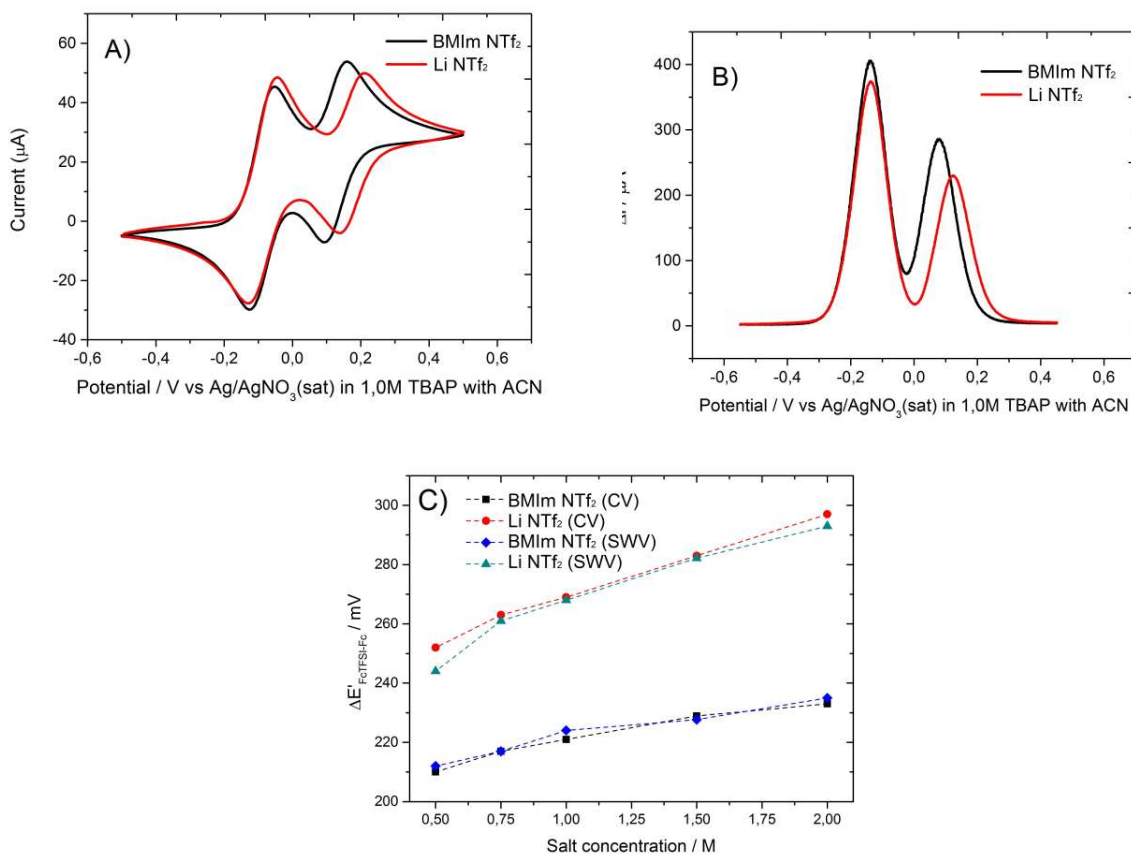 A)
BMIm NTf₂
Li NTf₂
60
40
20
0
-20
-40
Current (μA)
-0,6 -0,4 -0,2 0,0 0,2 0,4 0,6
Potential / V vs Ag/AgNO₃(sat) in 1,0M TBAP with ACN
B)
BMIm NTf₂
Li NTf₂
400
300
200
100
0
-0,6 -0,4 -0,2 0,0 0,2 0,4 0,6
Potential / V vs Ag/AgNO₃(sat) in 1,0M TBAP with ACN
C)
BMIm NTf₂ (CV)
Li NTf₂ (CV)
BMIm NTf₂ (SWV)
Li NTf₂ (SWV)
300
280
260
240
220
200
ΔE'FcTFSI-Fc / mV
0,50 0,75 1,00 1,25 1,50 1,75 2,00
Salt concentration / M